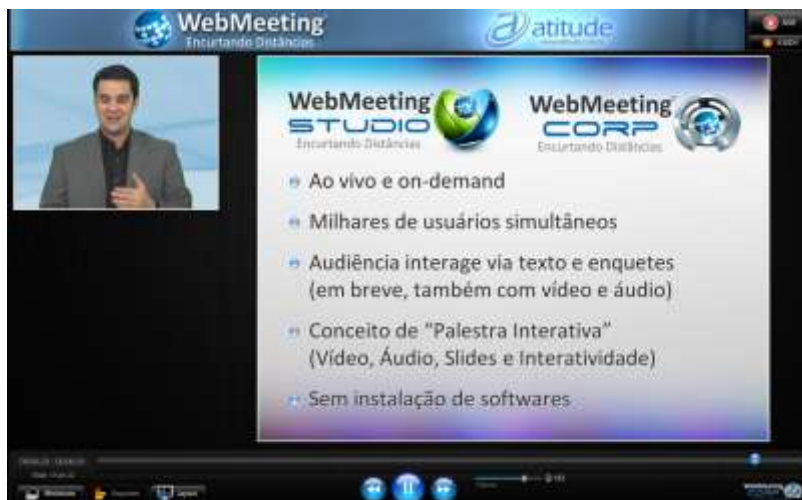 WebMeeting
Encurtando Distâncias
atitude
WebMeeting
STUDIO
Encurtando Distâncias
WebMeeting
CORP
Encurtando Distâncias
Ao vivo e on-demand
Milhares de usuários simultâneos
Audiência interage via texto e enquetes
(em breve, também com vídeo e áudio)
Conceito de “Palestra Interativa”
(Vídeo, Áudio, Slides e Interatividade)
Sem instalação de softwares